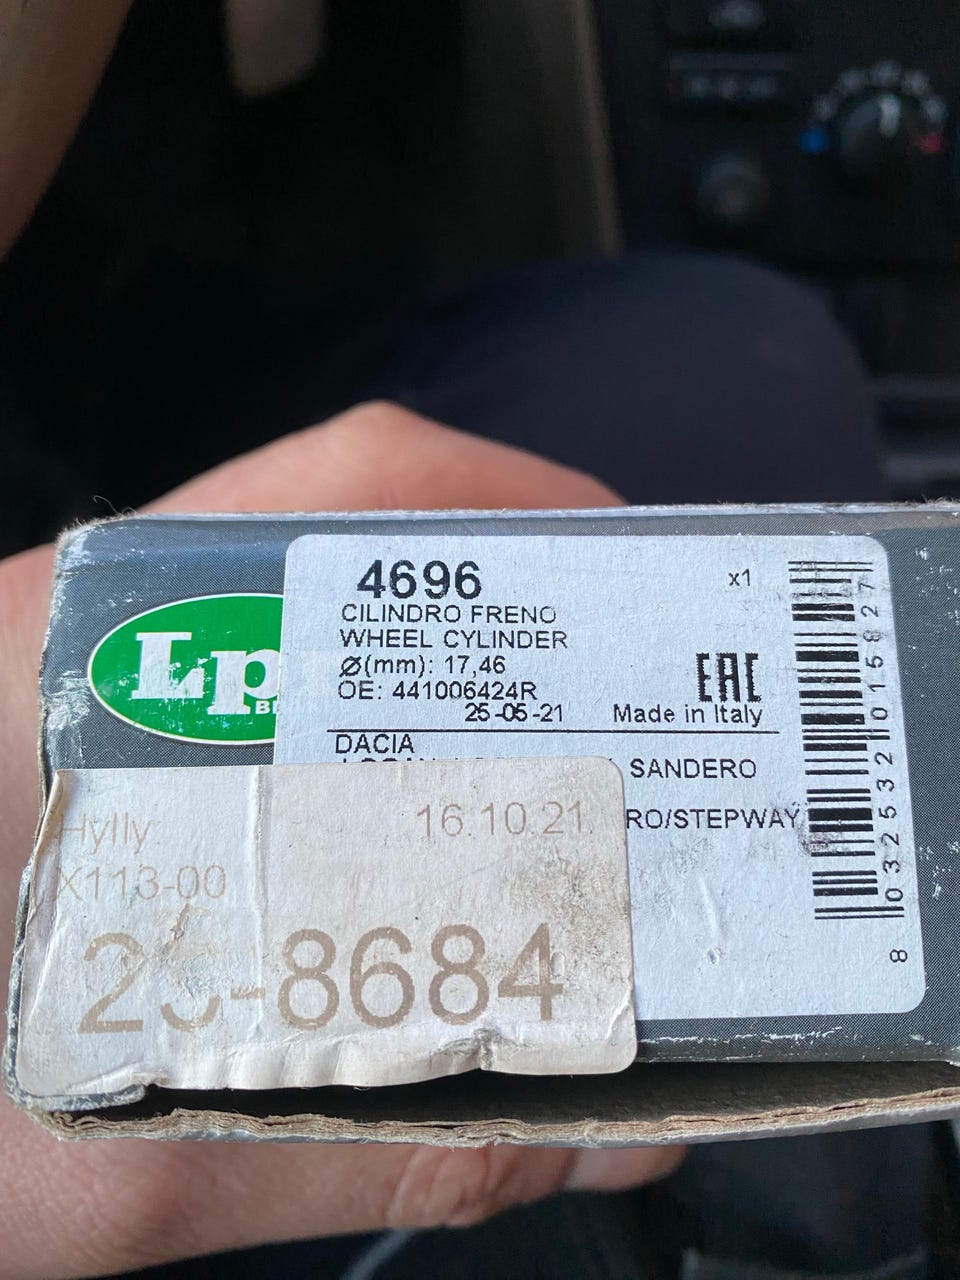 4696
x1
CILINDRO FRENO
WHEEL CYLINDER
Ø(mm): 17,46
OE: 441006424R
EAC
25-05-21
Made in Italy
DACIA
SANDERO
RO/STEPWAY
8 032532 015827
Lp
Hylly
16.10.21.
X113-00